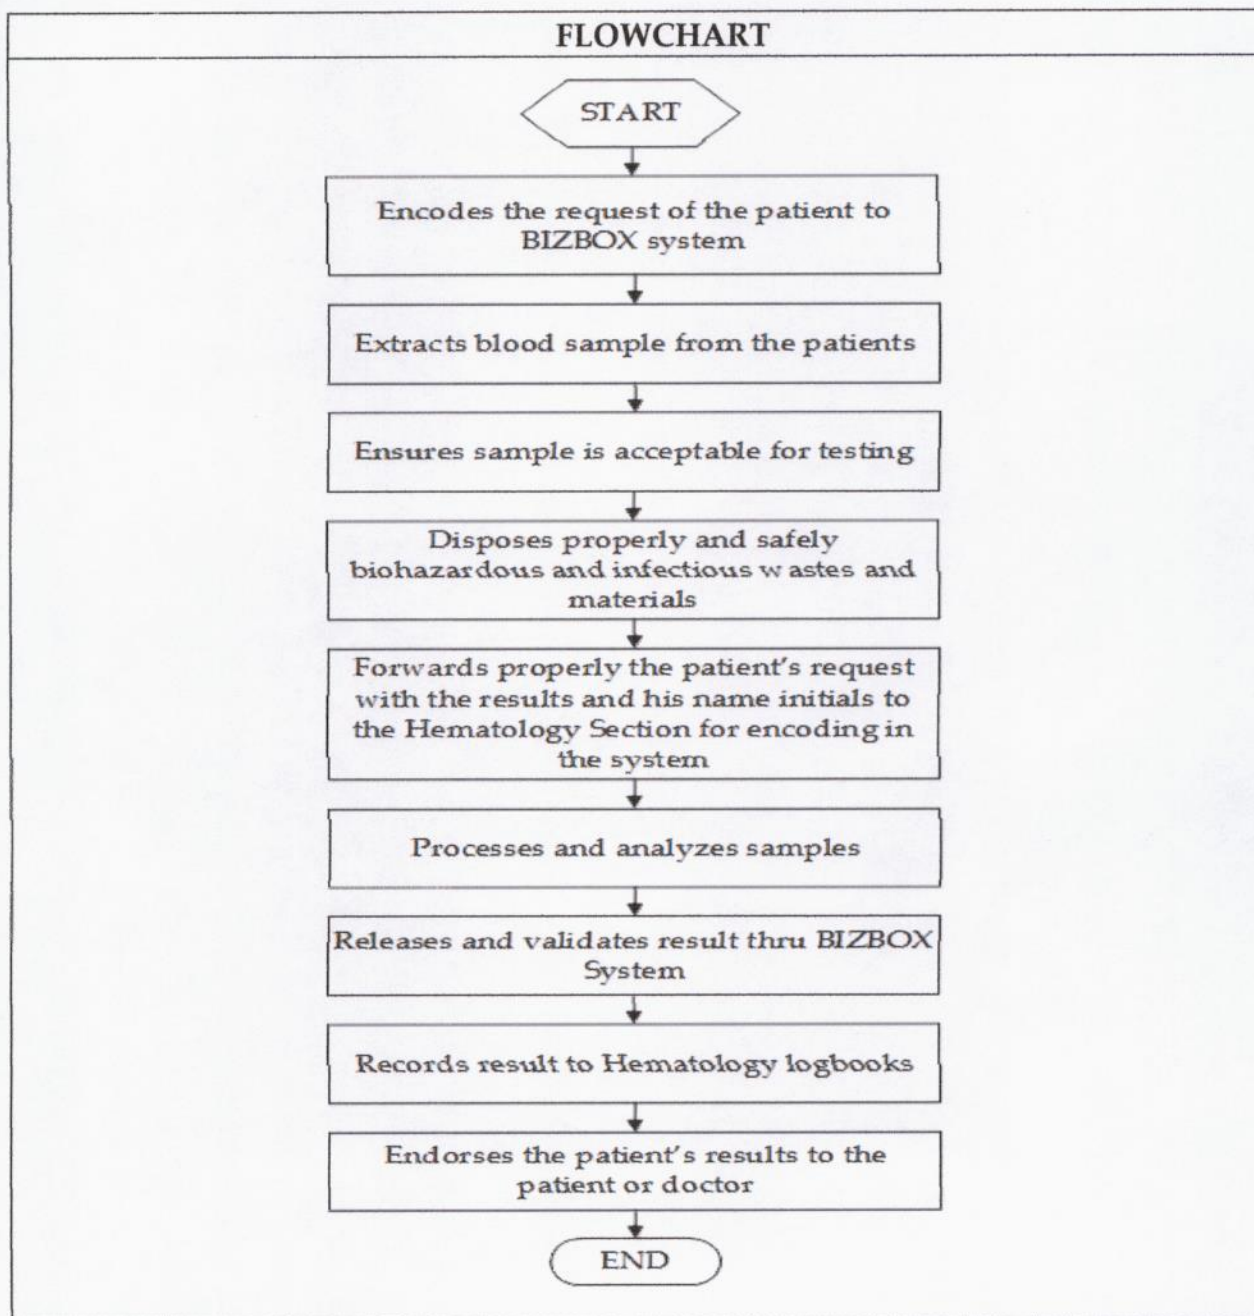 FLOWCHART
START
Encodes the request of the patient to
BIZBOX system
Extracts blood sample from the patients
Ensures sample is acceptable for testing
Disposes properly and safely
biohazardous and infectious wastes and
materials
Forwards properly the patient's request
with the results and his name initials to
the Hematology Section for encoding in
the system
Processes and analyzes samples
Releases and validates result thru BIZBOX
System
Records result to Hematology logbooks
Endorses the patient's results to the
patient or doctor
END